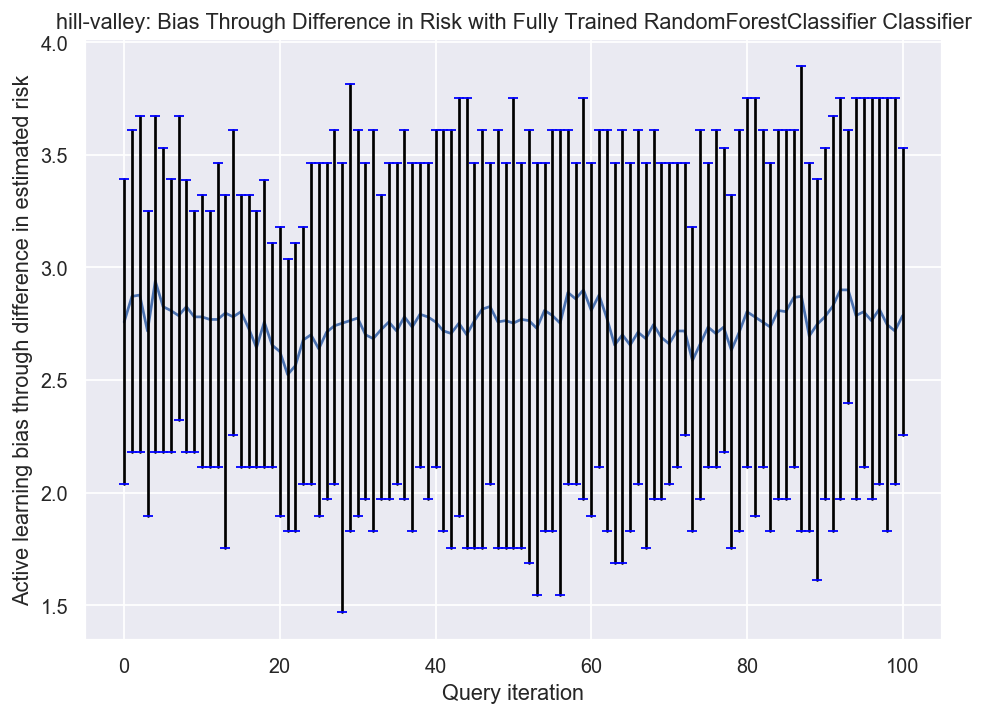 hill-valley: Bias Through Difference in Risk with Fully Trained RandomForestClassifier Classifier
Active learning bias through difference in estimated risk
4.0
3.5
3.0
2.5
2.0
1.5
0 20 40 60 80 100
Query iteration